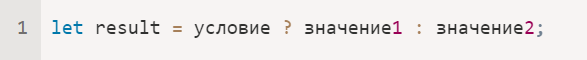 1 let result = условие ? значение1 : значение2;